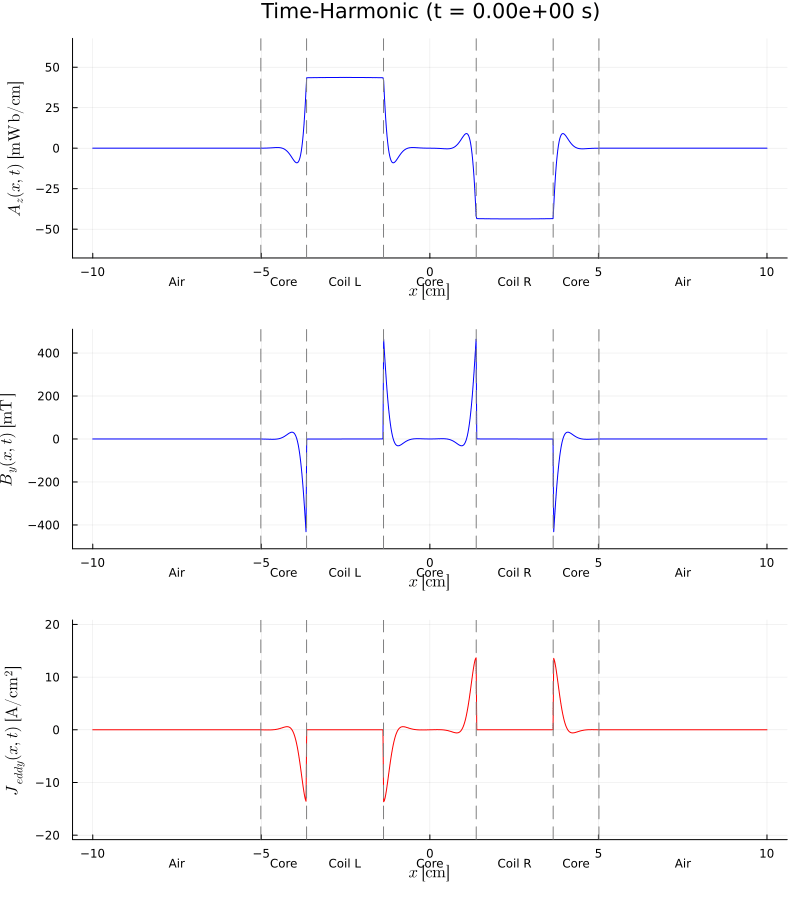 Time-Harmonic (t = 0.00e+00 s)
A_z(x, t) [mWb/cm]
50
25
0
−25
−50
−10 −5 0 5 10
Air Core Coil L Core Coil R Core Air
x [cm]
B_y(x, t) [mT]
400
200
0
−200
−400
−10 −5 0 5 10
Air Core Coil L Core Coil R Core Air
x [cm]
J_eddy(x, t) [A/cm²]
20
10
0
−10
−20
−10 −5 0 5 10
Air Core Coil L Core Coil R Core Air
x [cm]